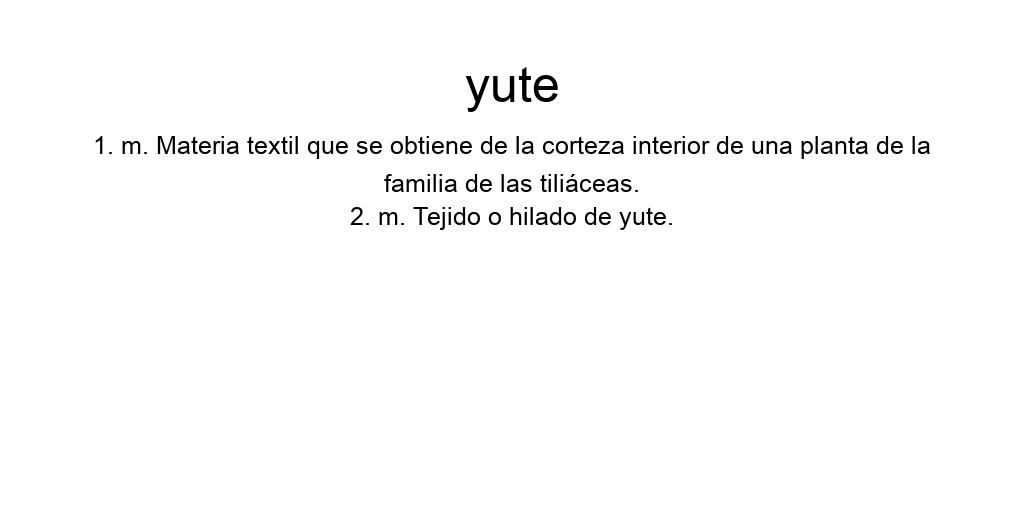 yute
1. m. Materia textil que se obtiene de la corteza interior de una planta de la
familia de las tiliáceas.
2. m. Tejido o hilado de yute.